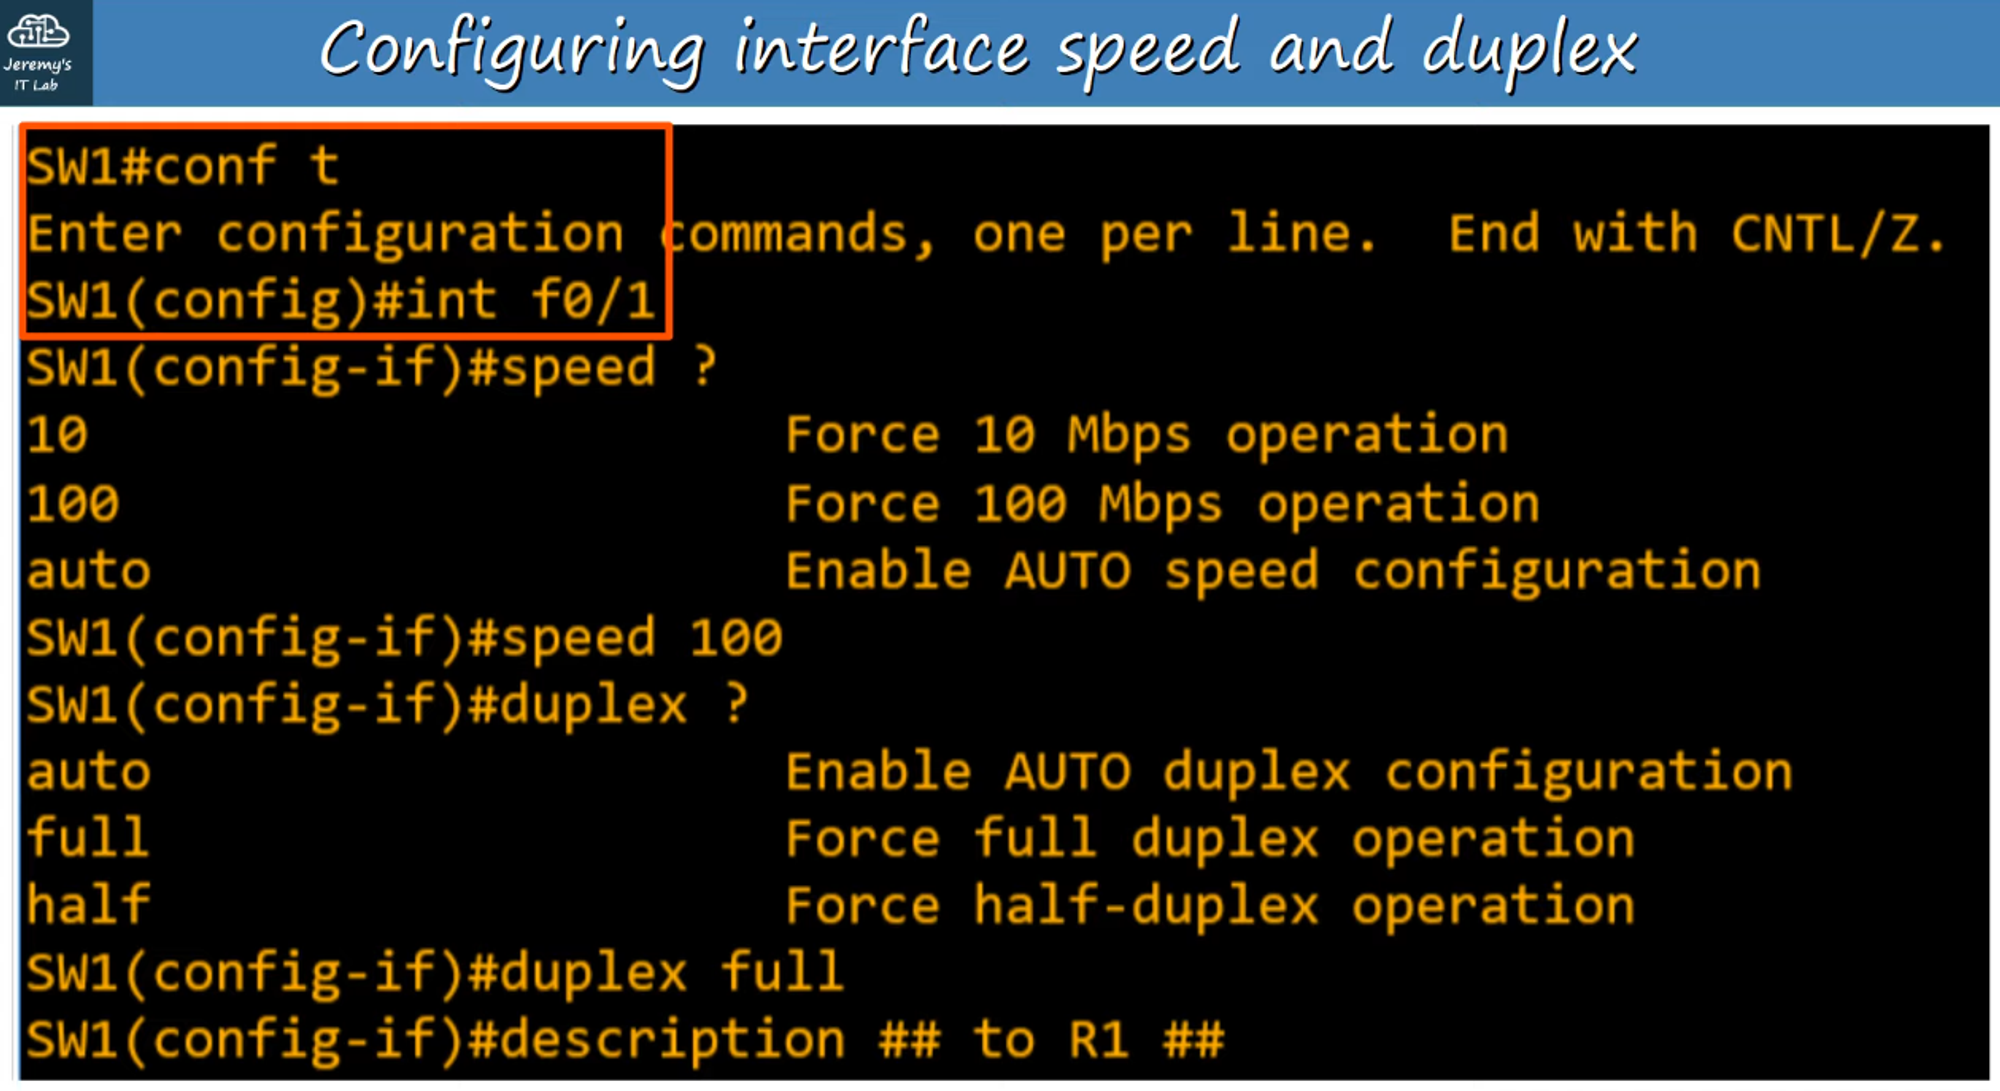 Jeremy's
IT Lab
Configuring interface speed and duplex
SW1#conf t
Enter configuration commands, one per line.  End with CNTL/Z.
SW1(config)#int f0/1
SW1(config-if)#speed ?
10 Force 10 Mbps operation
100 Force 100 Mbps operation
auto Enable AUTO speed configuration
SW1(config-if)#speed 100
SW1(config-if)#duplex ?
auto Enable AUTO duplex configuration
full Force full duplex operation
half Force half-duplex operation
SW1(config-if)#duplex full
SW1(config-if)#description ## to R1 ##